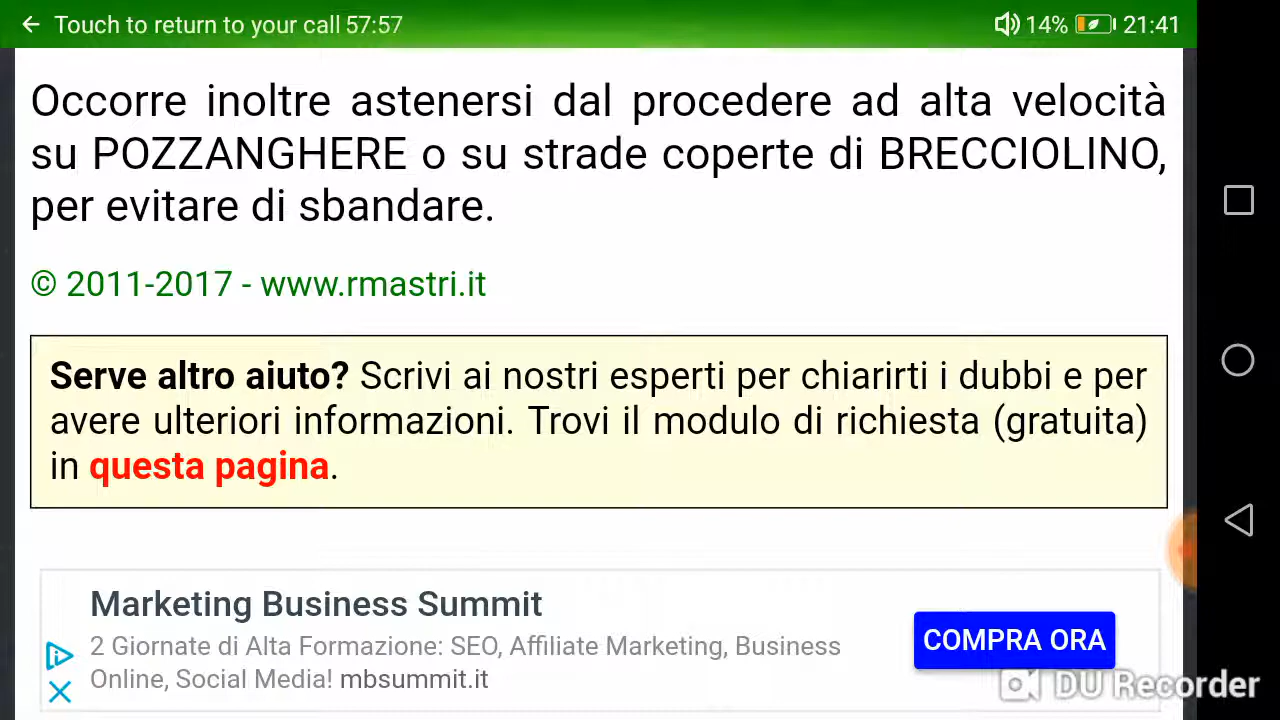 Touch to return to your call 57:57
14% 21:41
Occorre inoltre astenersi dal procedere ad alta velocità
su POZZANGHERE o su strade coperte di BRECCIOLINO,
per evitare di sbandare.
© 2011-2017 - www.rmastri.it
Serve altro aiuto? Scrivi ai nostri esperti per chiarirti i dubbi e per
avere ulteriori informazioni. Trovi il modulo di richiesta (gratuita)
in questa pagina.
Marketing Business Summit
2 Giornate di Alta Formazione: SEO, Affiliate Marketing, Business
Online, Social Media! mbsummit.it
COMPRA ORA
DU Recorder